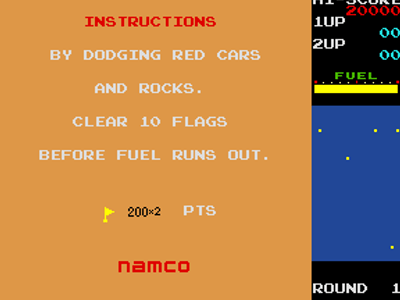 INSTRUCTIONS
BY DODGING RED CARS
AND ROCKS.
CLEAR 10 FLAGS
BEFORE FUEL RUNS OUT.
200×2 PTS
namco
HI-SCORE
20000
1UP
00
2UP
00
FUEL
ROUND 1